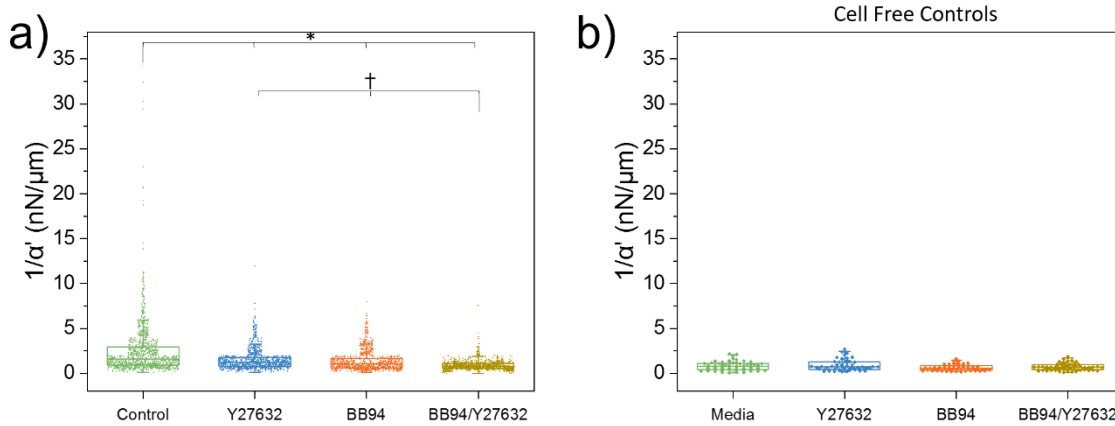 a)
*
†
35
30
25
20
15
10
5
0
1/α' (nN/μm)
Control Y27632 BB94 BB94/Y27632
b)
Cell Free Controls
35
30
25
20
15
10
5
0
1/α' (nN/μm)
Media Y27632 BB94 BB94/Y27632